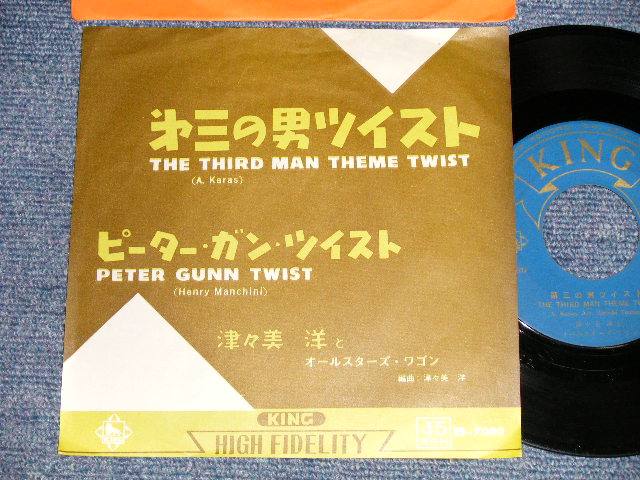 第三の男ツイスト
THE THIRD MAN THEME TWIST
(A. Karas)
ピーター・ガン・ツイスト
PETER GUNN TWIST
(Henry Manchini)
津々美 洋と
オールスターズ・ワゴン
編曲：津々美 洋
KING
HIGH FIDELITY
45
KING
第三の男ツイスト
THE THIRD MAN THEME TWIST